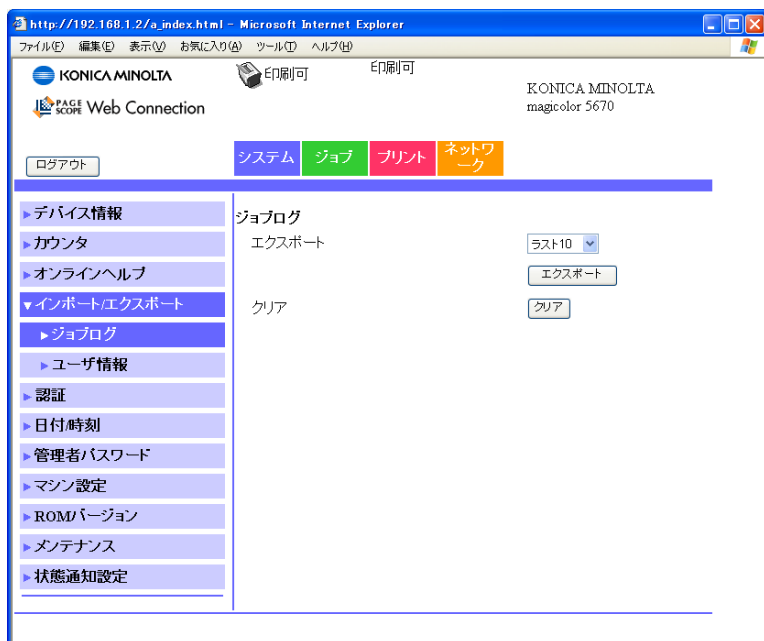 http://192.168.1.2/a_index.html - Microsoft Internet Explorer
ファイル(F) 編集(E) 表示(V) お気に入り(A) ツール(T) ヘルプ(H)
KONICA MINOLTA
印刷可
印刷可
KONICA MINOLTA
magicolor 5670
PAGE SCOPE Web Connection
ログアウト
システム
ジョブ
プリント
ネットワ
ーク
デバイス情報
カウンタ
オンラインヘルプ
インポート/エクスポート
ジョブログ
ユーザ情報
認証
日付/時刻
管理者パスワード
マシン設定
ROMバージョン
メンテナンス
状態通知設定
ジョブログ
エクスポート
ラスト10
エクスポート
クリア
クリア